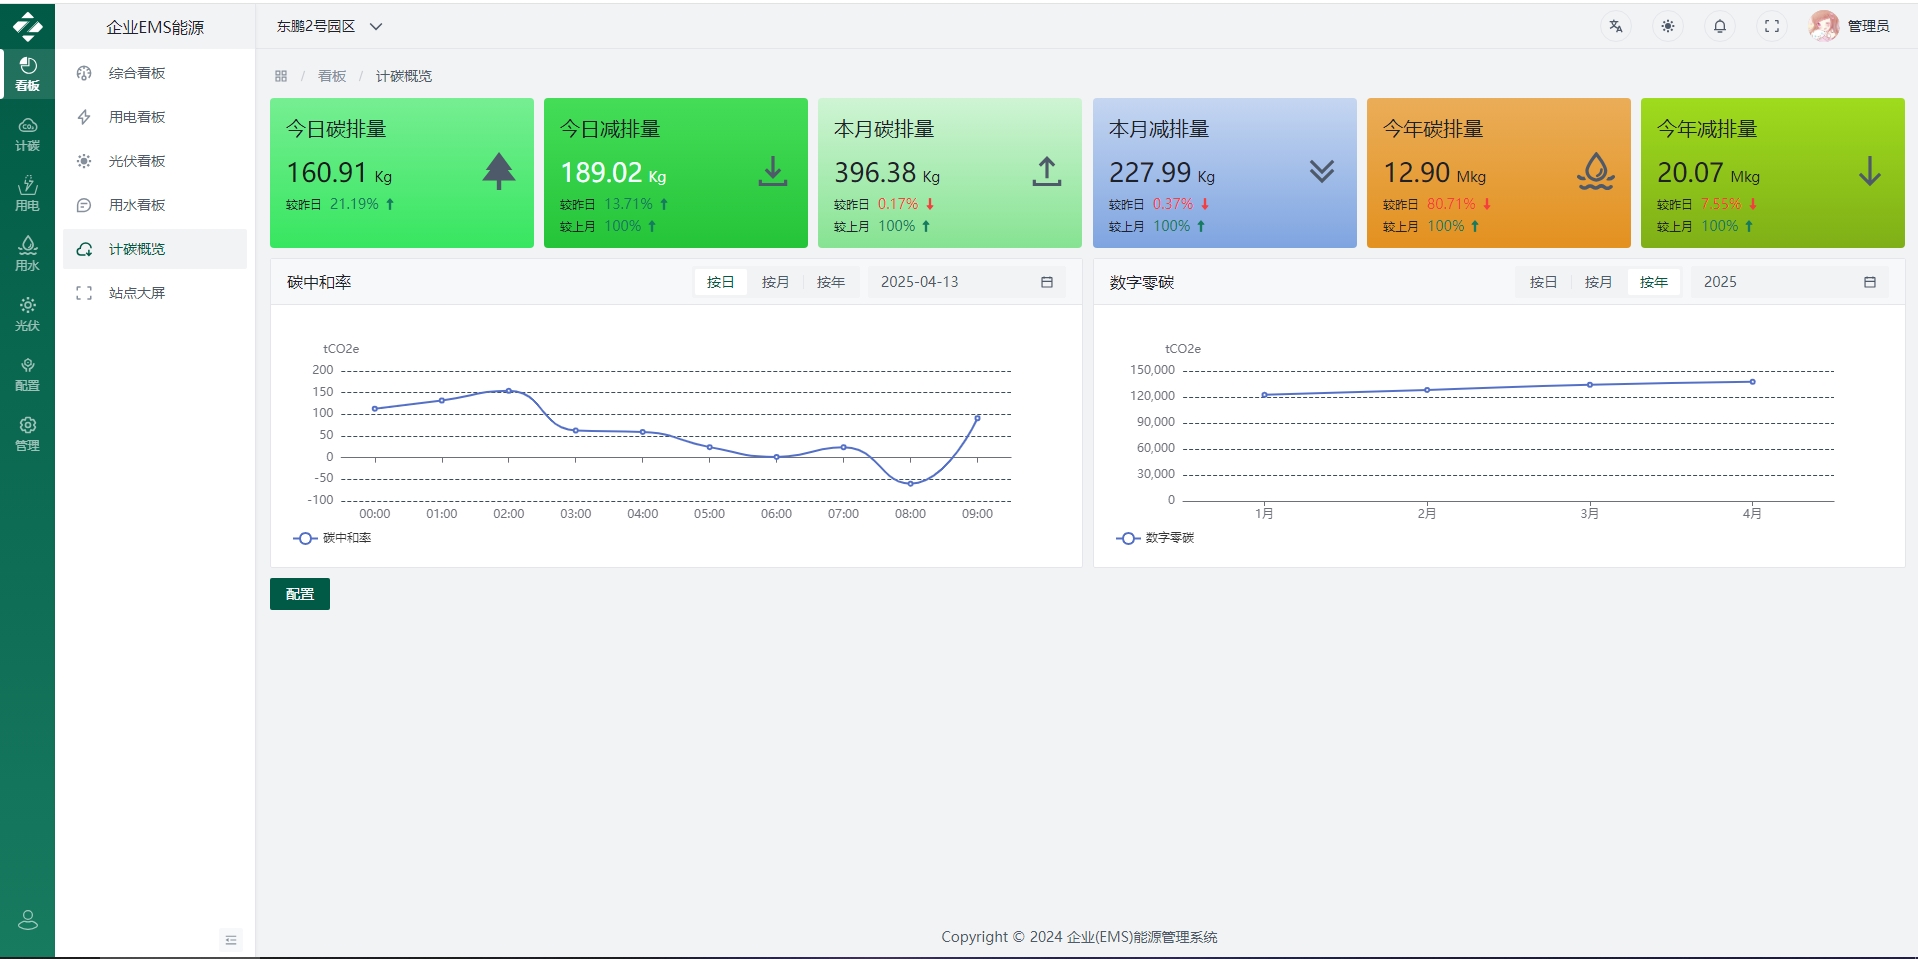 企业EMS能源
东鹏2号园区
管理员
看板
计碳
用电
用水
光伏
配置
管理
综合看板
用电看板
光伏看板
用水看板
计碳概览
站点大屏
/ 看板 / 计碳概览
今日碳排量
160.91 Kg
较昨日 21.19%
今日减排量
189.02 Kg
较昨日 13.71%
较上月 100%
本月碳排量
396.38 Kg
较昨日 0.17%
较上月 100%
本月减排量
227.99 Kg
较昨日 0.37%
较上月 100%
今年碳排量
12.90 Mkg
较昨日 80.71%
较上月 100%
今年减排量
20.07 Mkg
较昨日 7.55%
较上月 100%
碳中和率 按日 按月 按年 2025-04-13
tCO2e
200
150
100
50
0
-50
-100
00:00 01:00 02:00 03:00 04:00 05:00 06:00 07:00 08:00 09:00
碳中和率
数字零碳 按日 按月 按年 2025
tCO2e
150,000
120,000
90,000
60,000
30,000
0
1月 2月 3月 4月
数字零碳
配置
Copyright © 2024 企业(EMS)能源管理系统